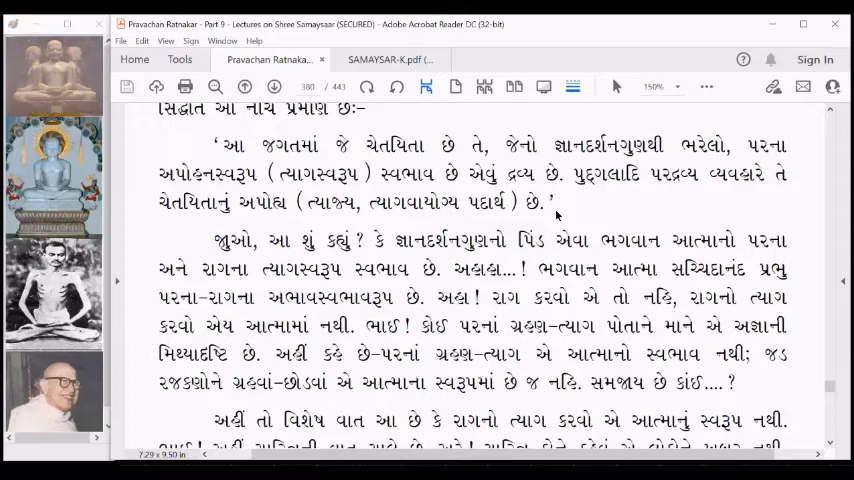 Pravachan Ratnakar - Part 9 - Lectures on Shree Samaysaar (SECURED) - Adobe Acrobat Reader DC (32-bit)
File Edit View Sign Window Help
Home Tools Pravachan Ratnaka... × SAMAYSAR-K.pdf (... Sign In
380 / 443 150%
સિદ્ધાંત આ નીચે પ્રમાણે છેઃ-
‘આ જગતમાં જે ચેતયિતા છે તે, જેનો જ્ઞાનદર્શનગુણથી ભરેલો, પરના
અપોહનસ્વરૂપ (ત્યાગસ્વરૂપ) સ્વભાવ છે એવું દ્રવ્ય છે. પુદ્ગલાદિ પરદ્રવ્ય વ્યવહારે તે
ચેતયિતાનું અપોહ્ય (ત્યાજ્ય, ત્યાગવાયોગ્ય પદાર્થ) છે.’
જુઓ, આ શું કહ્યું? કે જ્ઞાનદર્શનગુણનો પિંડ એવા ભગવાન આત્માનો પરના
અને રાગના ત્યાગસ્વરૂપ સ્વભાવ છે. અહાહા...! ભગવાન આત્મા સચ્ચિદાનંદ પ્રભુ
પરના-રાગના અભાવસ્વભાવરૂપ છે. અહા! રાગ કરવો એ તો નહિ, રાગનો ત્યાગ
કરવો એય આત્મામાં નથી. ભાઈ! કોઈ પરનાં ગ્રહણ-ત્યાગ પોતાને માને એ અજ્ઞાની
મિથ્યાદષ્ટિ છે. અહીં કહે છે-પરનાં ગ્રહણ-ત્યાગ એ આત્માનો સ્વભાવ નથી; જડ
રજકણોને ગ્રહવાં-છોડવાં એ આત્માના સ્વરૂપમાં છે જ નહિ. સમજાય છે કાંઈ....?
અહીં તો વિશેષ વાત આ છે કે રાગનો ત્યાગ કરવો એ આત્માનું સ્વરૂપ નથી.
7.29 x 9.50 in